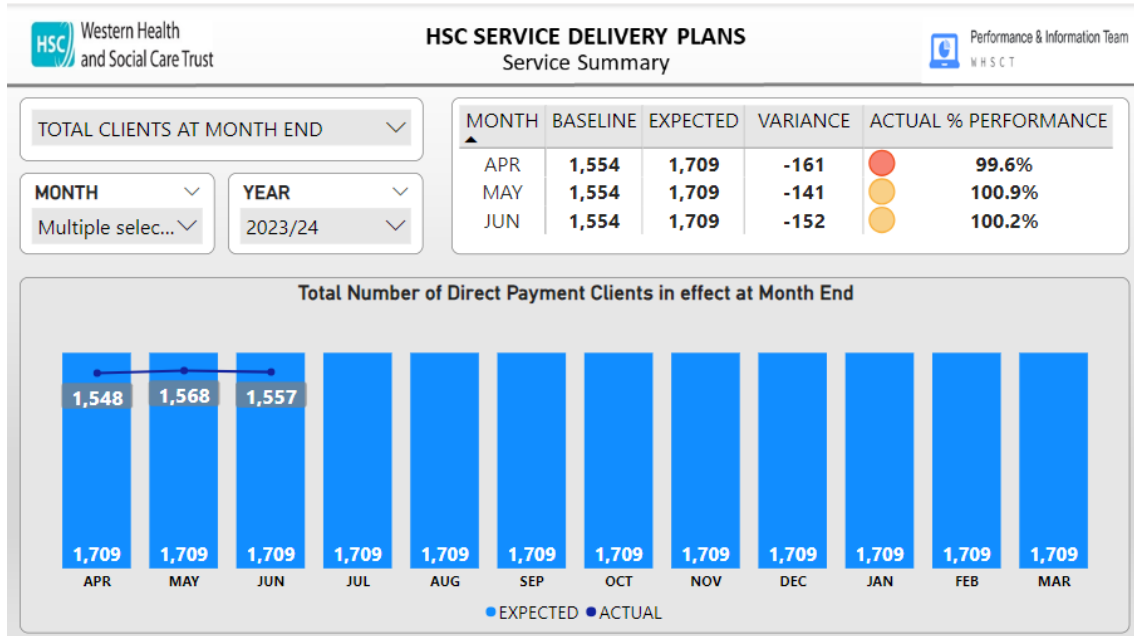 HSC
Western Health
and Social Care Trust
HSC SERVICE DELIVERY PLANS
Service Summary
Performance & Information Team
WHSCT
TOTAL CLIENTS AT MONTH END
MONTH
Multiple selec...
YEAR
2023/24
MONTH BASELINE EXPECTED VARIANCE ACTUAL % PERFORMANCE
APR 1,554 1,709 -161 99.6%
MAY 1,554 1,709 -141 100.9%
JUN 1,554 1,709 -152 100.2%
Total Number of Direct Payment Clients in effect at Month End
1,548 1,568 1,557
1,709 1,709 1,709 1,709 1,709 1,709 1,709 1,709 1,709 1,709 1,709 1,709
APR MAY JUN JUL AUG SEP OCT NOV DEC JAN FEB MAR
EXPECTED ACTUAL